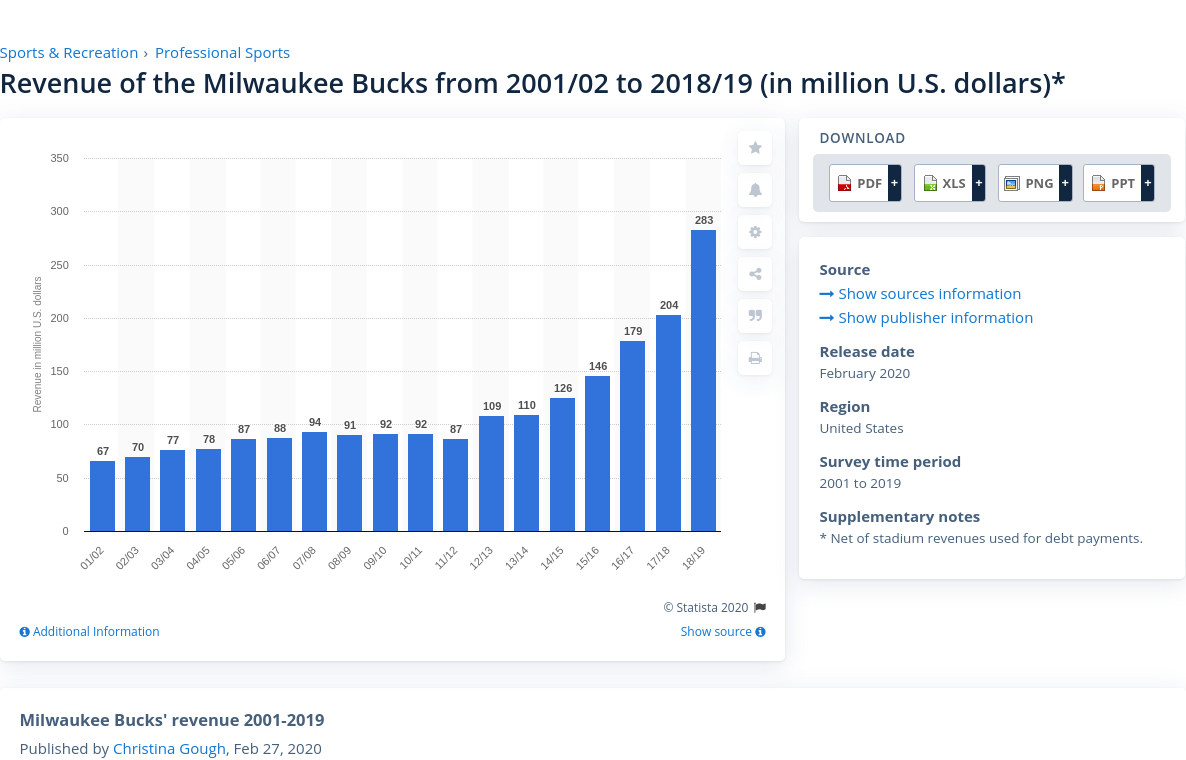 Sports & Recreation › Professional Sports
Revenue of the Milwaukee Bucks from 2001/02 to 2018/19 (in million U.S. dollars)*
Revenue in million U.S. dollars
350
300
250
200
150
100
50
0
67
70
77
78
87
88
94
91
92
92
87
109
110
126
146
179
204
283
01/02
02/03
03/04
04/05
05/06
06/07
07/08
08/09
09/10
10/11
11/12
12/13
13/14
14/15
15/16
16/17
17/18
18/19
© Statista 2020
Additional Information
Show source
DOWNLOAD
PDF +
XLS +
PNG +
PPT +
Source
Show sources information
Show publisher information
Release date
February 2020
Region
United States
Survey time period
2001 to 2019
Supplementary notes
* Net of stadium revenues used for debt payments.
Milwaukee Bucks' revenue 2001-2019
Published by Christina Gough, Feb 27, 2020